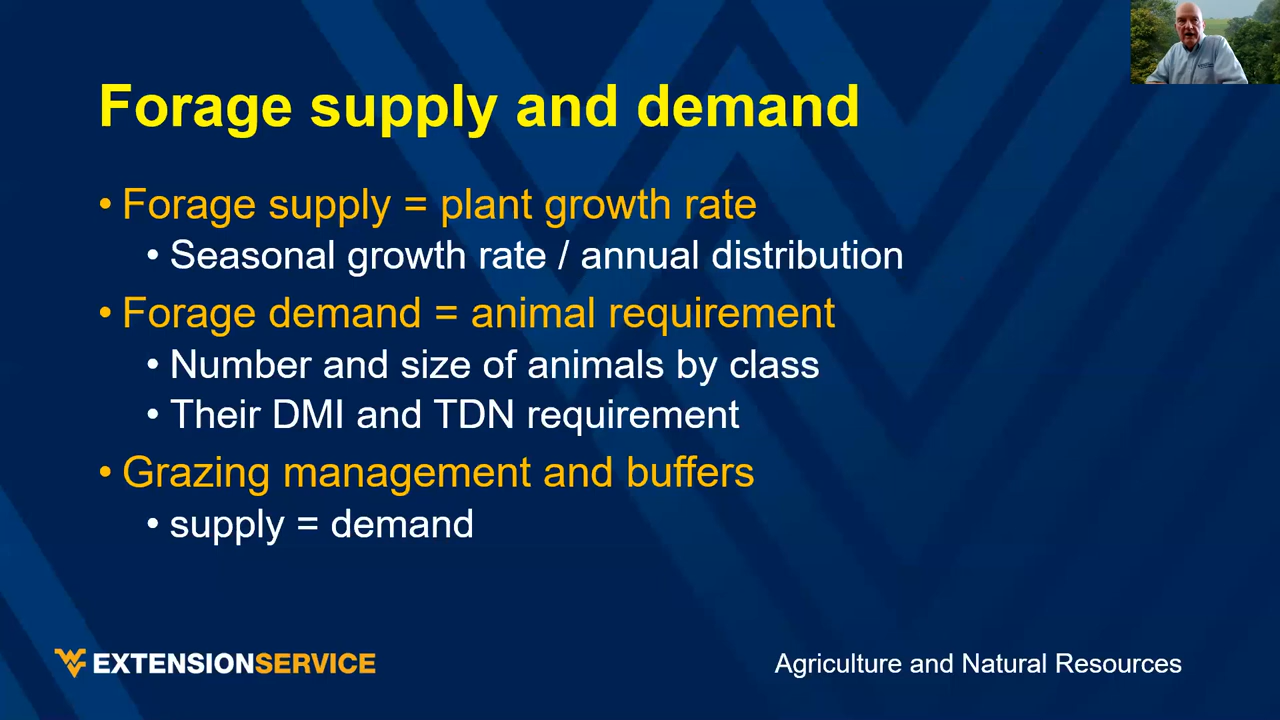 Forage supply and demand
• Forage supply = plant growth rate
• Seasonal growth rate / annual distribution
• Forage demand = animal requirement
• Number and size of animals by class
• Their DMI and TDN requirement
• Grazing management and buffers
• supply = demand
WV EXTENSIONSERVICE
Agriculture and Natural Resources